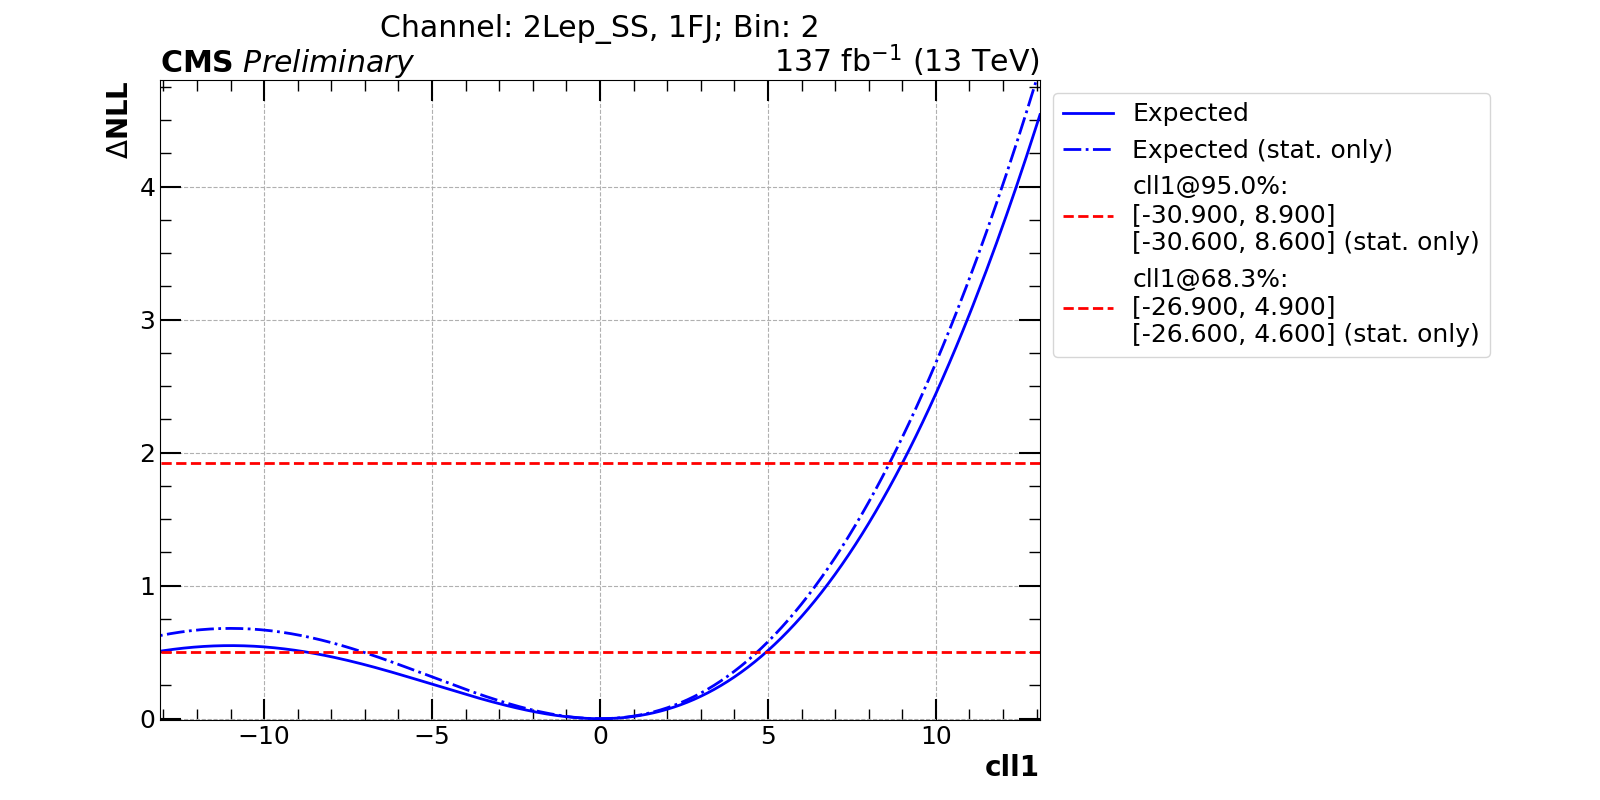 Channel: 2Lep_SS, 1FJ; Bin: 2
CMS Preliminary
137 fb⁻¹ (13 TeV)
ΔNLL
4
3
2
1
0
−10
−5
0
5
10
cll1
Expected
Expected (stat. only)
cll1@95.0%:
[-30.900, 8.900]
[-30.600, 8.600] (stat. only)
cll1@68.3%:
[-26.900, 4.900]
[-26.600, 4.600] (stat. only)